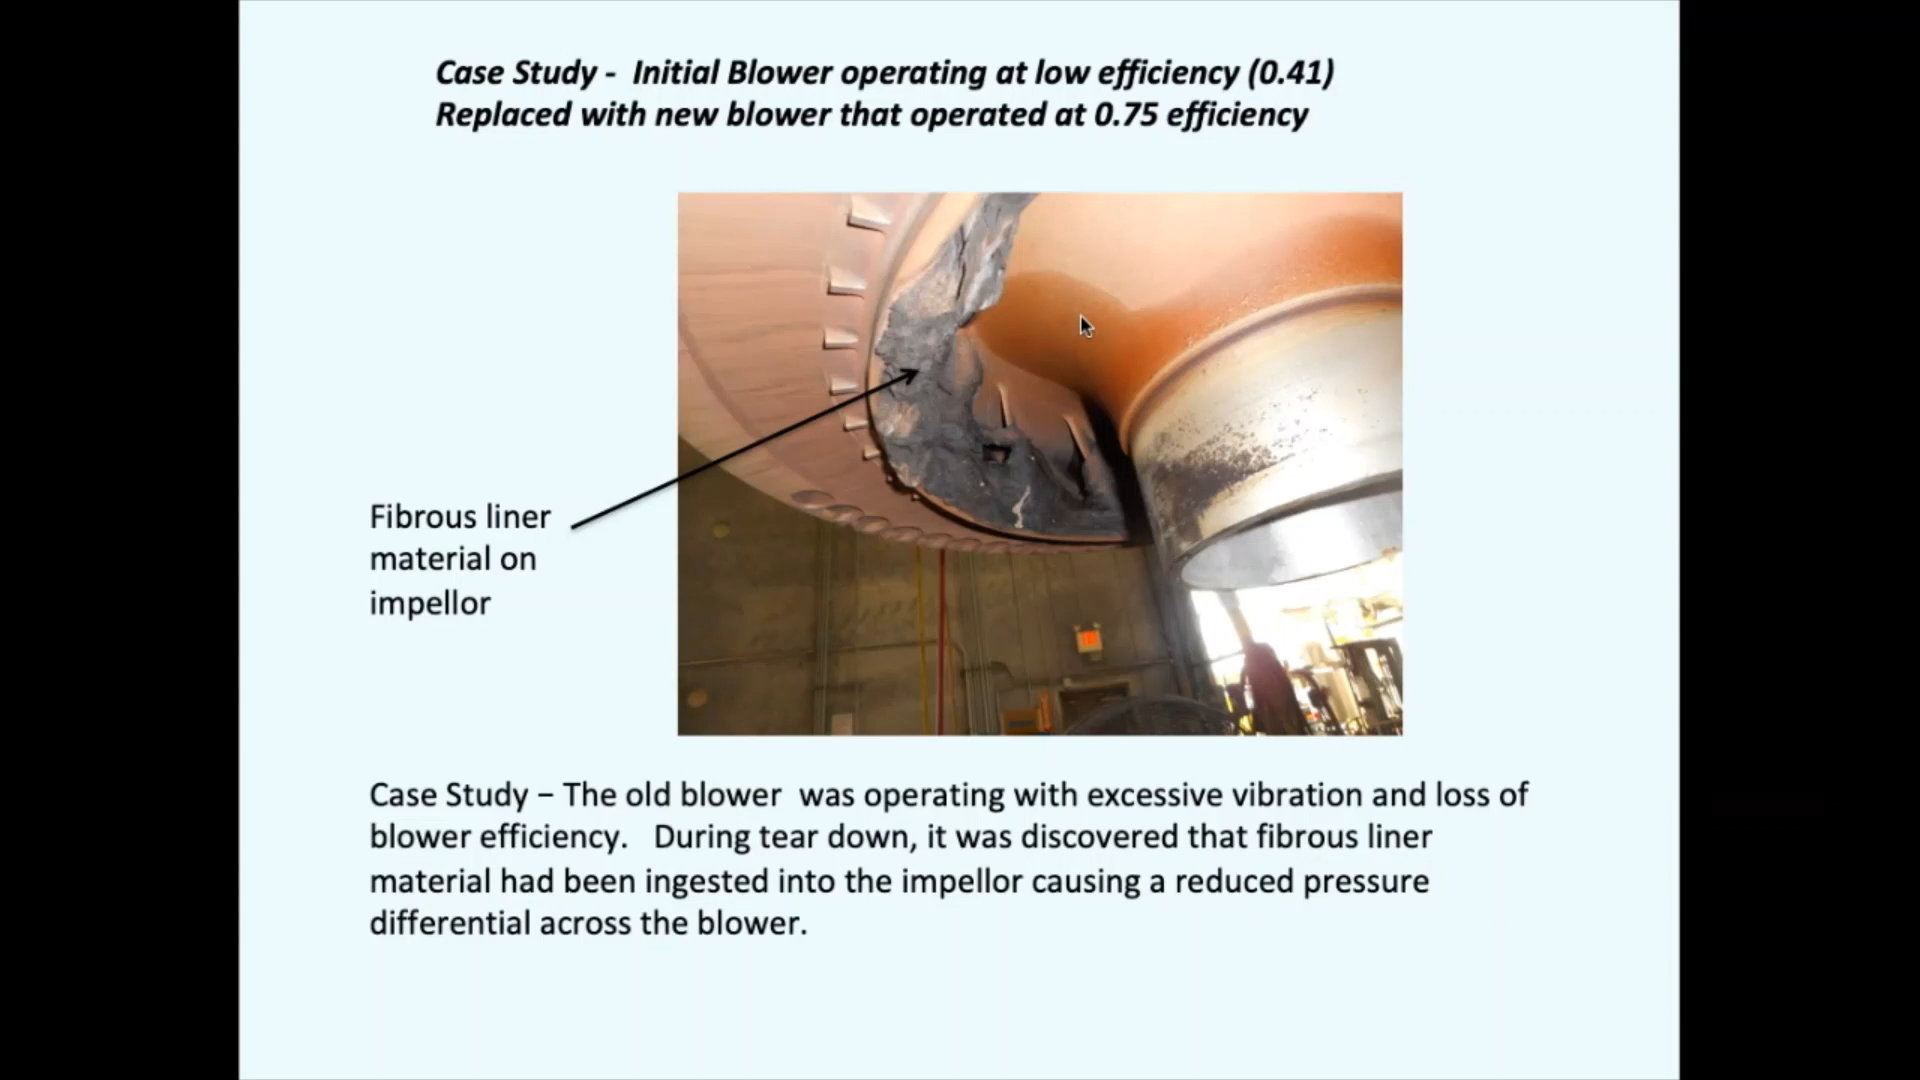 Case Study - Initial Blower operating at low efficiency (0.41)
Replaced with new blower that operated at 0.75 efficiency
Fibrous liner
material on
impellor
Case Study – The old blower was operating with excessive vibration and loss of
blower efficiency. During tear down, it was discovered that fibrous liner
material had been ingested into the impellor causing a reduced pressure
differential across the blower.